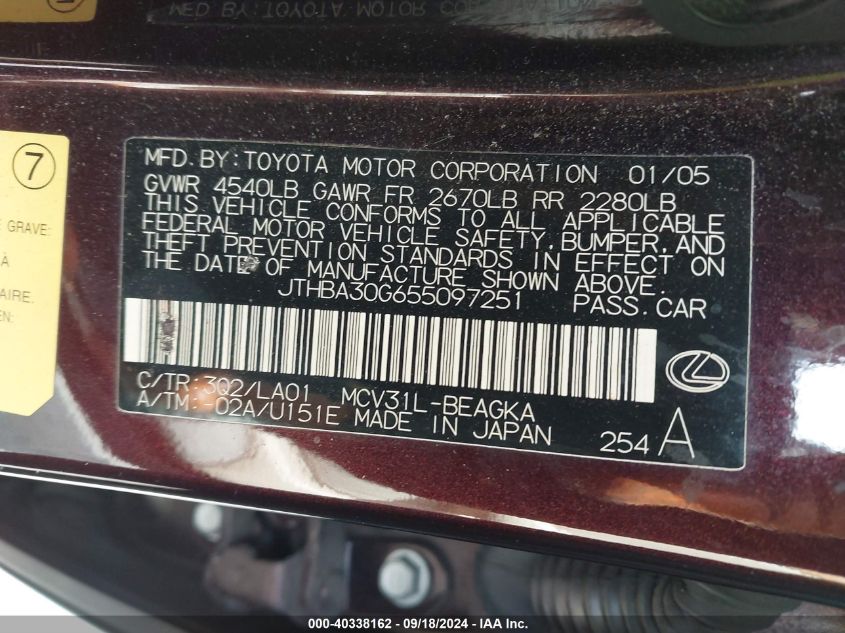 MFD. BY: TOYOTA MOTOR CORPORATION 01/05
GVWR 4540LB GAWR FR 2670LB RR 2280LB
THIS VEHICLE CONFORMS TO ALL APPLICABLE
FEDERAL MOTOR VEHICLE SAFETY, BUMPER, AND
THEFT PREVENTION STANDARDS IN EFFECT ON
THE DATE OF MANUFACTURE SHOWN ABOVE.
JTHBA30G655097251 PASS. CAR
C/TR: 3Q2/LA01 MCV31L-BEAGKA
A/TM: -02A/U151E MADE IN JAPAN 254 A
7
E GRAVE:
À
AIRE.
EN:
000-40338162 - 09/18/2024 - IAA Inc.